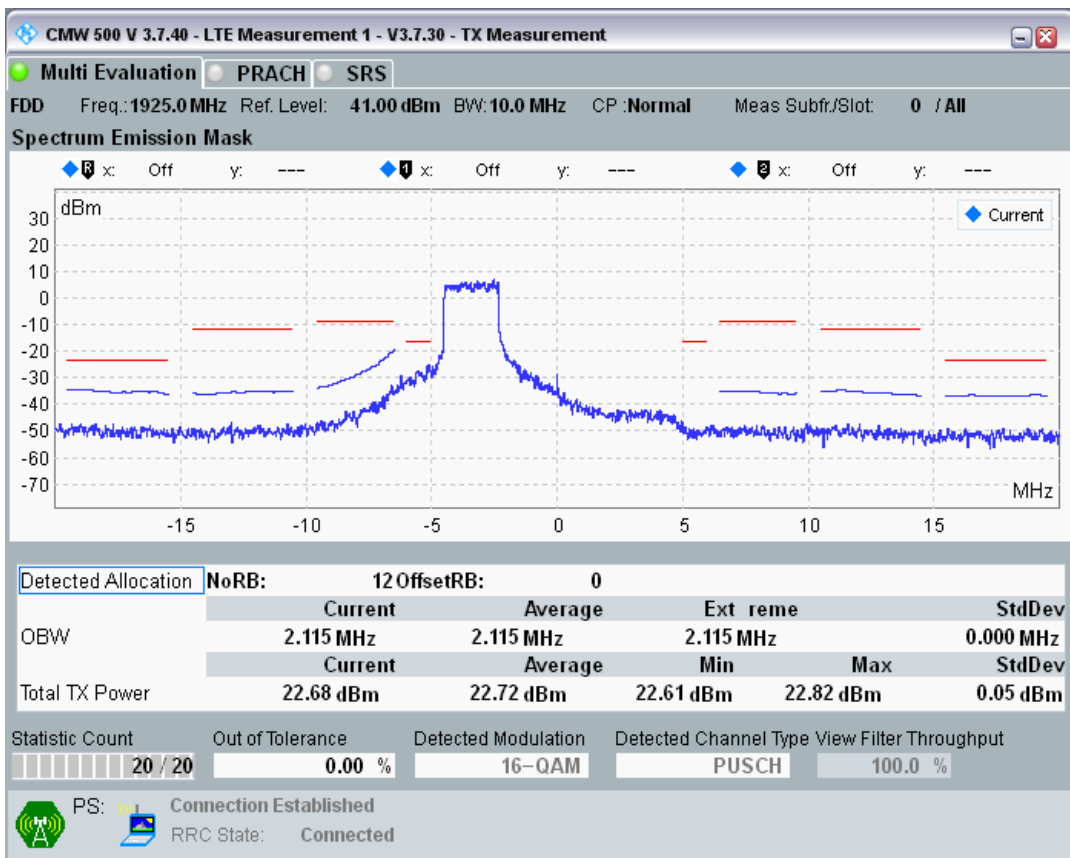 CMW 500 V 3.7.40 - LTE Measurement 1 - V3.7.30 - TX Measurement
Multi Evaluation PRACH SRS
FDD Freq.: 1925.0 MHz Ref. Level: 41.00 dBm BW: 10.0 MHz CP : Normal Meas Subfr./Slot: 0 / All
Spectrum Emission Mask
R x: Off y: --- 1 x: Off y: --- 2 x: Off y: ---
dBm
Current
30
20
10
0
-10
-20
-30
-40
-50
-60
-70
MHz
-15 -10 -5 0 5 10 15
Detected Allocation NoRB: 12 OffsetRB: 0
Current Average Ext reme StdDev
OBW 2.115 MHz 2.115 MHz 2.115 MHz 0.000 MHz
Current Average Min Max StdDev
Total TX Power 22.68 dBm 22.72 dBm 22.61 dBm 22.82 dBm 0.05 dBm
Statistic Count Out of Tolerance Detected Modulation Detected Channel Type View Filter Throughput
20 / 20 0.00 % 16-QAM PUSCH 100.0 %
PS: Connection Established
RRC State: Connected